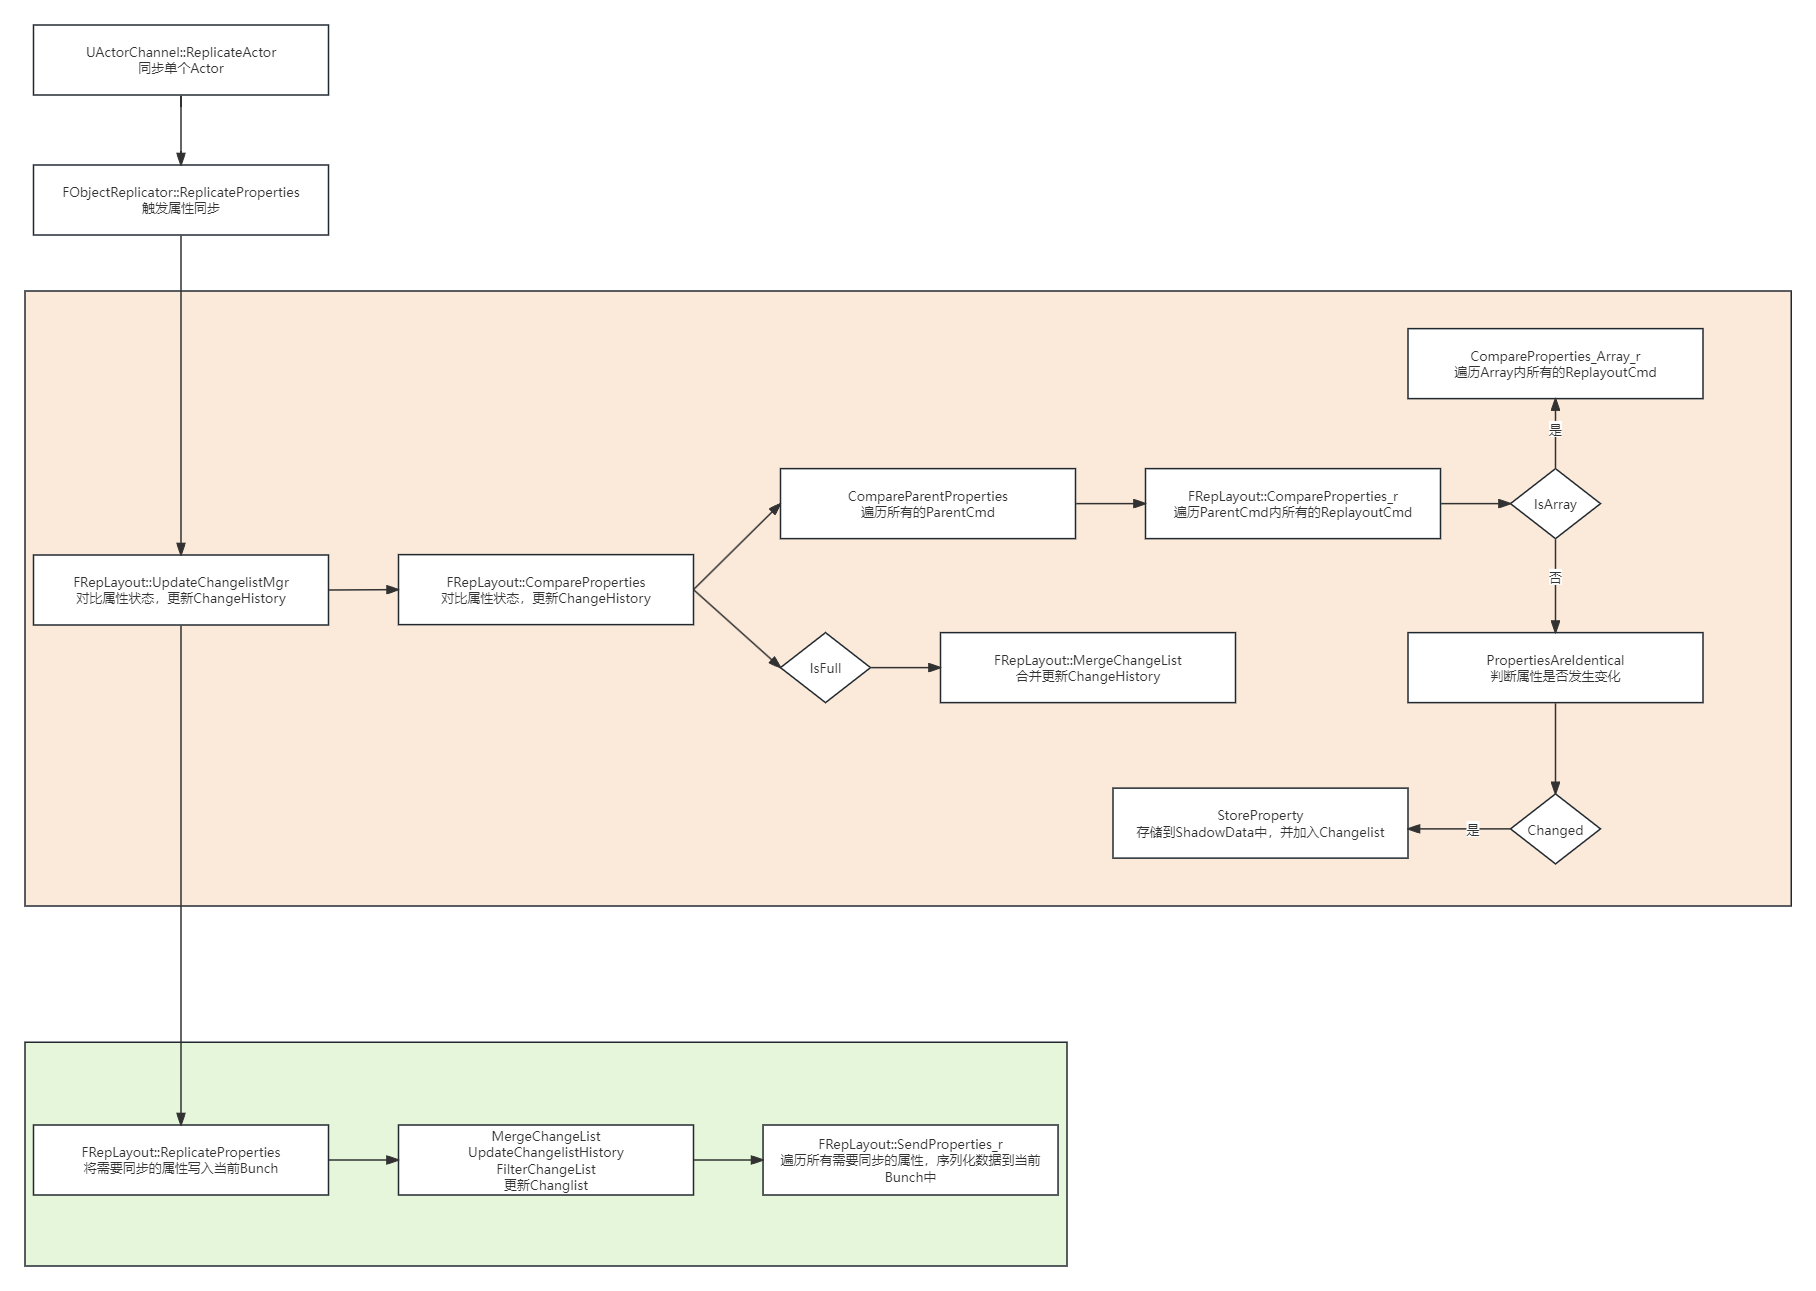 UActorChannel::ReplicateActor
同步单个Actor
FObjectReplicator::ReplicateProperties
触发属性同步
CompareProperties_Array_r
遍历Array内所有的ReplayoutCmd
是
CompareParentProperties
遍历所有的ParentCmd
FRepLayout::CompareProperties_r
遍历ParentCmd内所有的ReplayoutCmd
IsArray
否
FRepLayout::UpdateChangelistMgr
对比属性状态，更新ChangeHistory
FRepLayout::CompareProperties
对比属性状态，更新ChangeHistory
IsFull
FRepLayout::MergeChangeList
合并更新ChangeHistory
PropertiesAreIdentical
判断属性是否发生变化
StoreProperty
存储到ShadowData中，并加入Changelist
是
Changed
FRepLayout::ReplicateProperties
将需要同步的属性写入当前Bunch
MergeChangeList
UpdateChangelistHistory
FilterChangeList
更新Changlist
FRepLayout::SendProperties_r
遍历所有需要同步的属性，序列化数据到当前
Bunch中